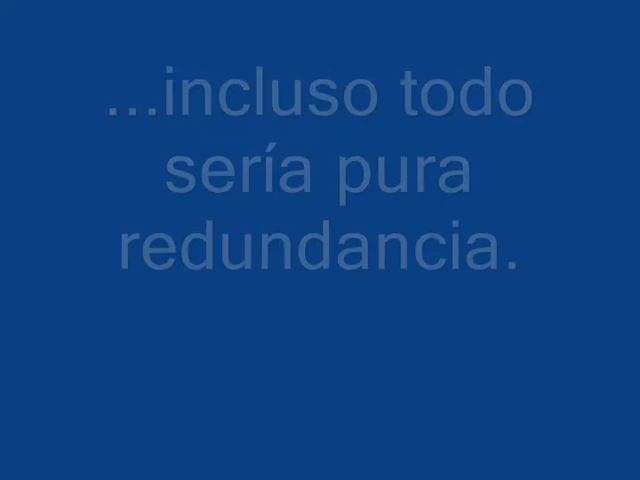 ...incluso todo
sería pura
redundancia.